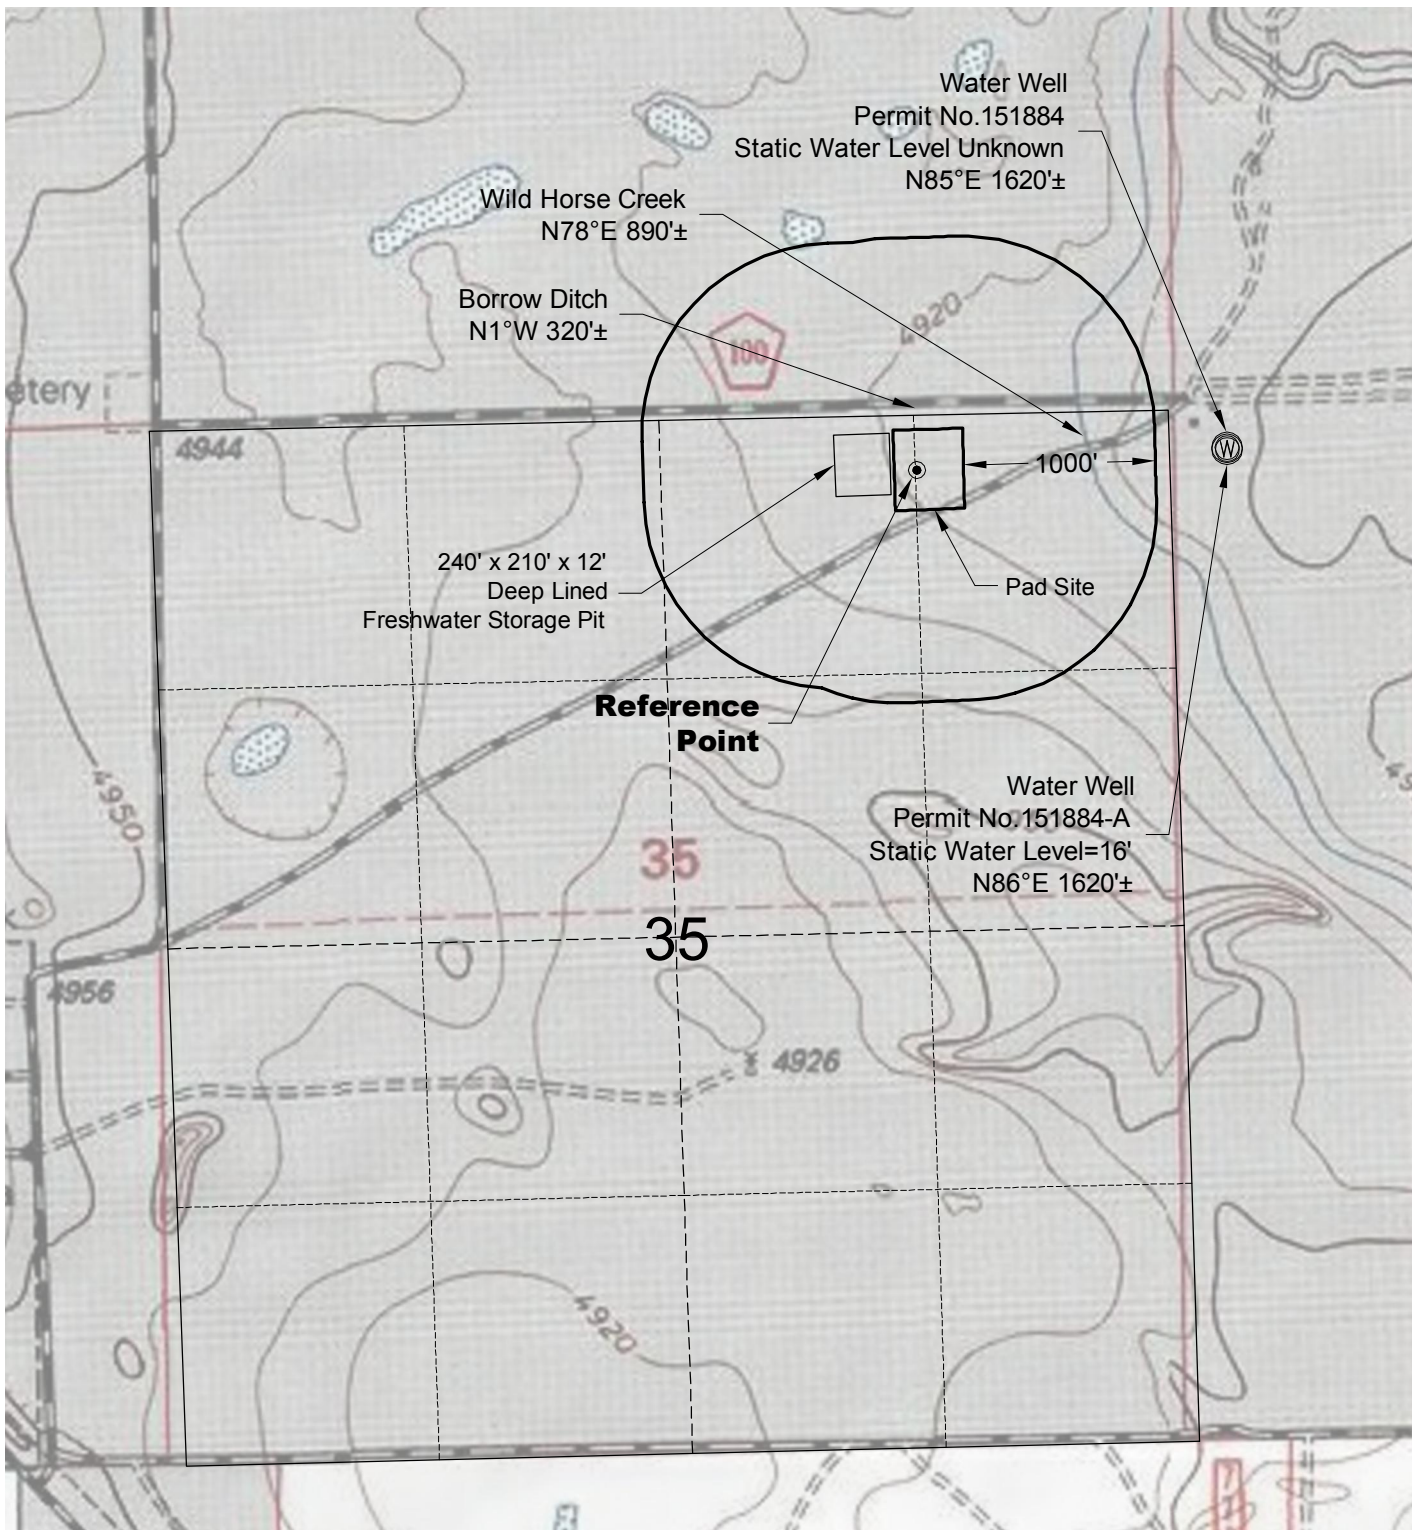 Water Well
Permit No.151884
Static Water Level Unknown
N85°E 1620'±
Wild Horse Creek
N78°E 890'±
Borrow Ditch
N1°W 320'±
100
4920
etery
4944
W
1000'
240' x 210' x 12'
Deep Lined
Freshwater Storage Pit
Pad Site
Reference
Point
4950
Water Well
Permit No.151884-A
Static Water Level=16'
N86°E 1620'±
35
35
4956
4926
4920